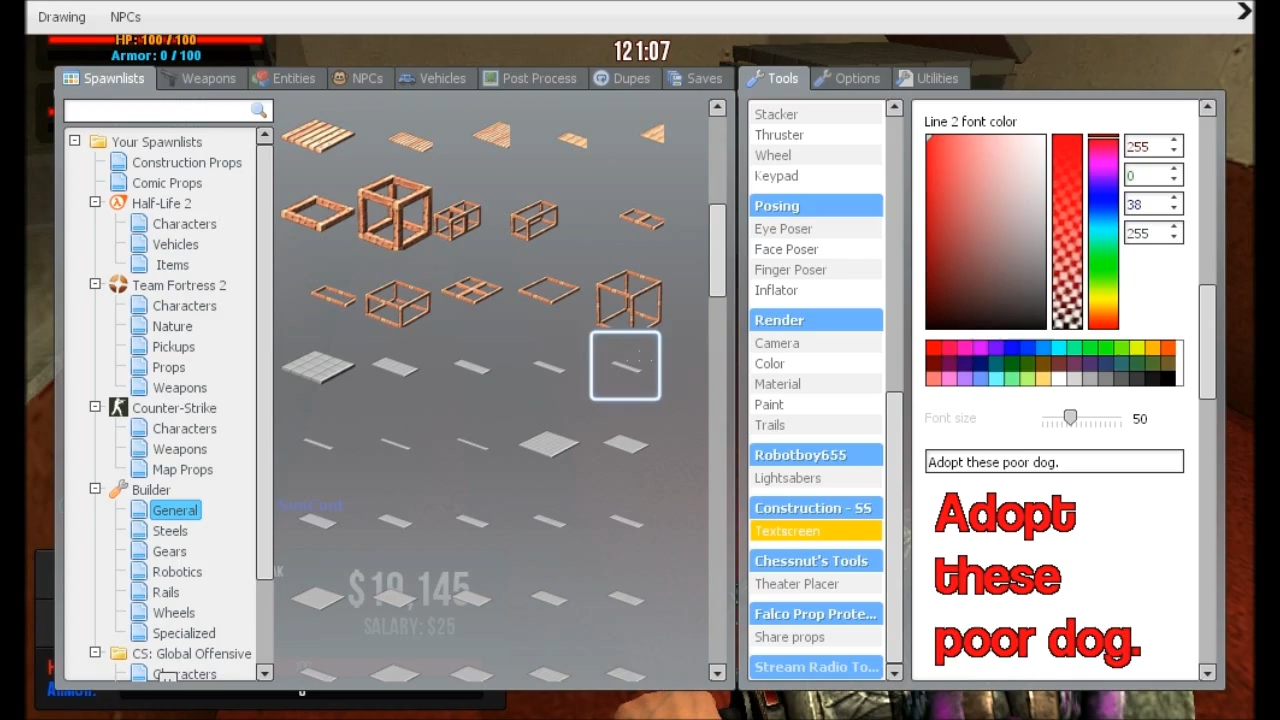 Drawing NPCs
HP: 100 / 100
Armor: 0 / 100
12 1:07
Spawnlists Weapons Entities NPCs Vehicles Post Process Dupes Saves Tools Options Utilities
Your Spawnlists
Construction Props
Comic Props
Half-Life 2
Characters
Vehicles
Items
Team Fortress 2
Characters
Nature
Pickups
Props
Weapons
Counter-Strike
Characters
Weapons
Map Props
Builder
General
Steels
Gears
Robotics
Rails
Wheels
Specialized
CS: Global Offensive
Characters
$19,145
SALARY: $25
Stacker
Thruster
Wheel
Keypad
Posing
Eye Poser
Face Poser
Finger Poser
Inflator
Render
Camera
Color
Material
Paint
Trails
Robotboy655
Lightsabers
Construction - SS
Textscreen
Chessnut's Tools
Theater Placer
Falco Prop Prote...
Share props
Stream Radio To...
Line 2 font color
255
0
38
255
Font size 50
Adopt these poor dog.
Adopt
these
poor dog.